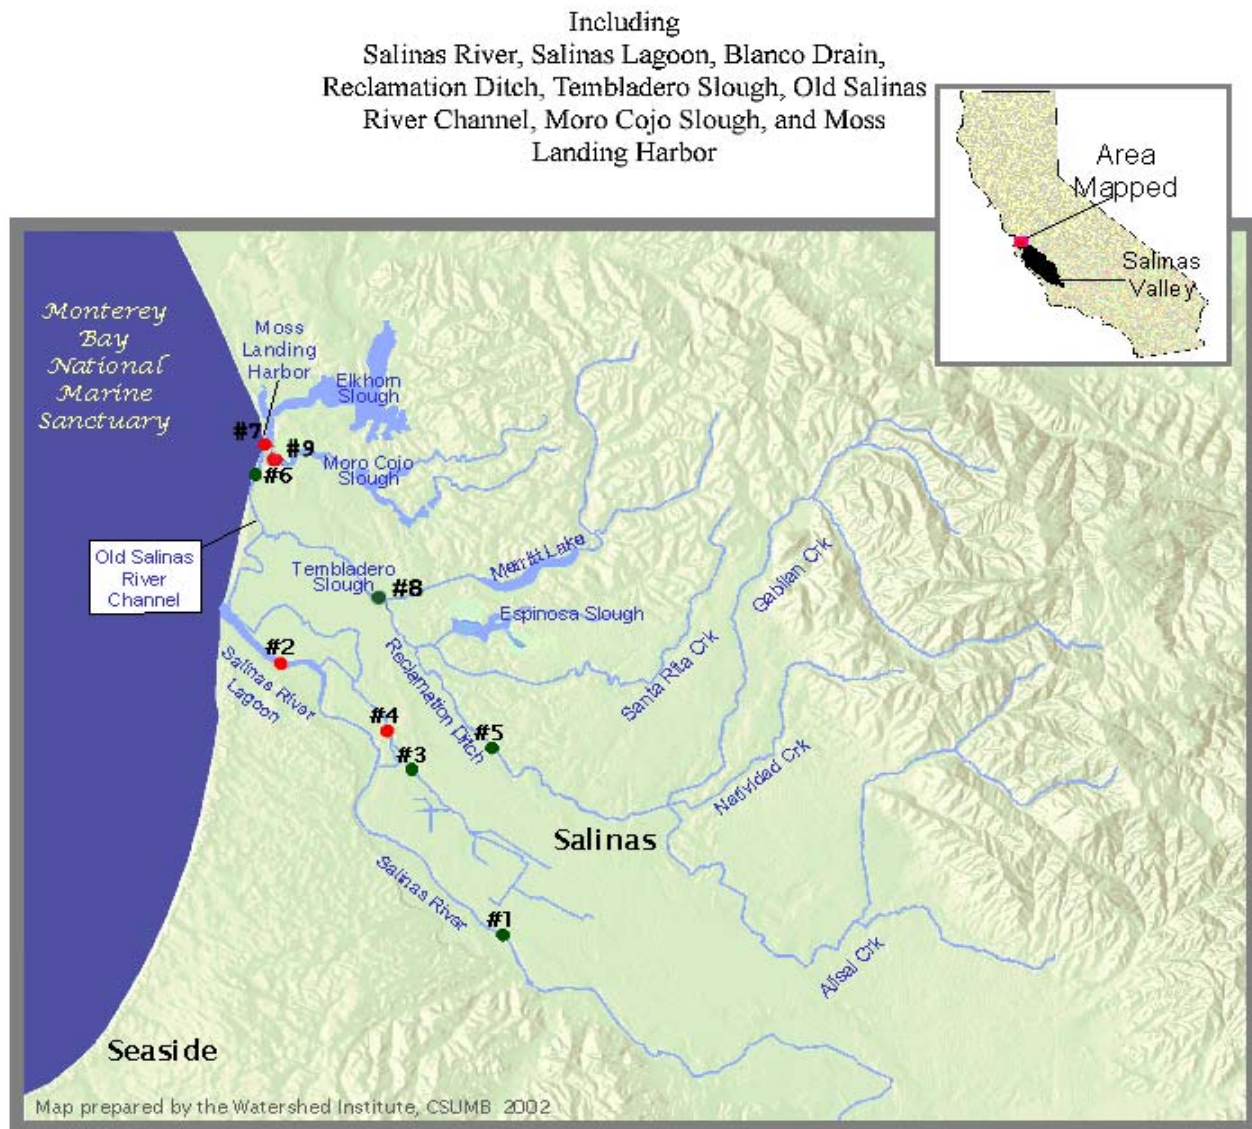 Including
Salinas River, Salinas Lagoon, Blanco Drain,
Reclamation Ditch, Tembladero Slough, Old Salinas
River Channel, Moro Cojo Slough, and Moss
Landing Harbor
Area
Mapped
Salinas
Valley
Monterey
Bay
National
Marine
Sanctuary
Moss
Landing
Harbor
Elkhorn
Slough
#7
#9
Moro Cojo
Slough
#6
Old Salinas
River
Channel
Tembladero
Slough
#8
Merritt Lake
Espinosa Slough
Gabilan Crk
#2
Salinas River
Lagoon
Reclamation Ditch
Santa Rita Crk
#4
#5
#3
Natividad Crk
Salinas
Salinas River
#1
Alisal Crk
Seaside
Map prepared by the Watershed Institute, CSUMB 2002